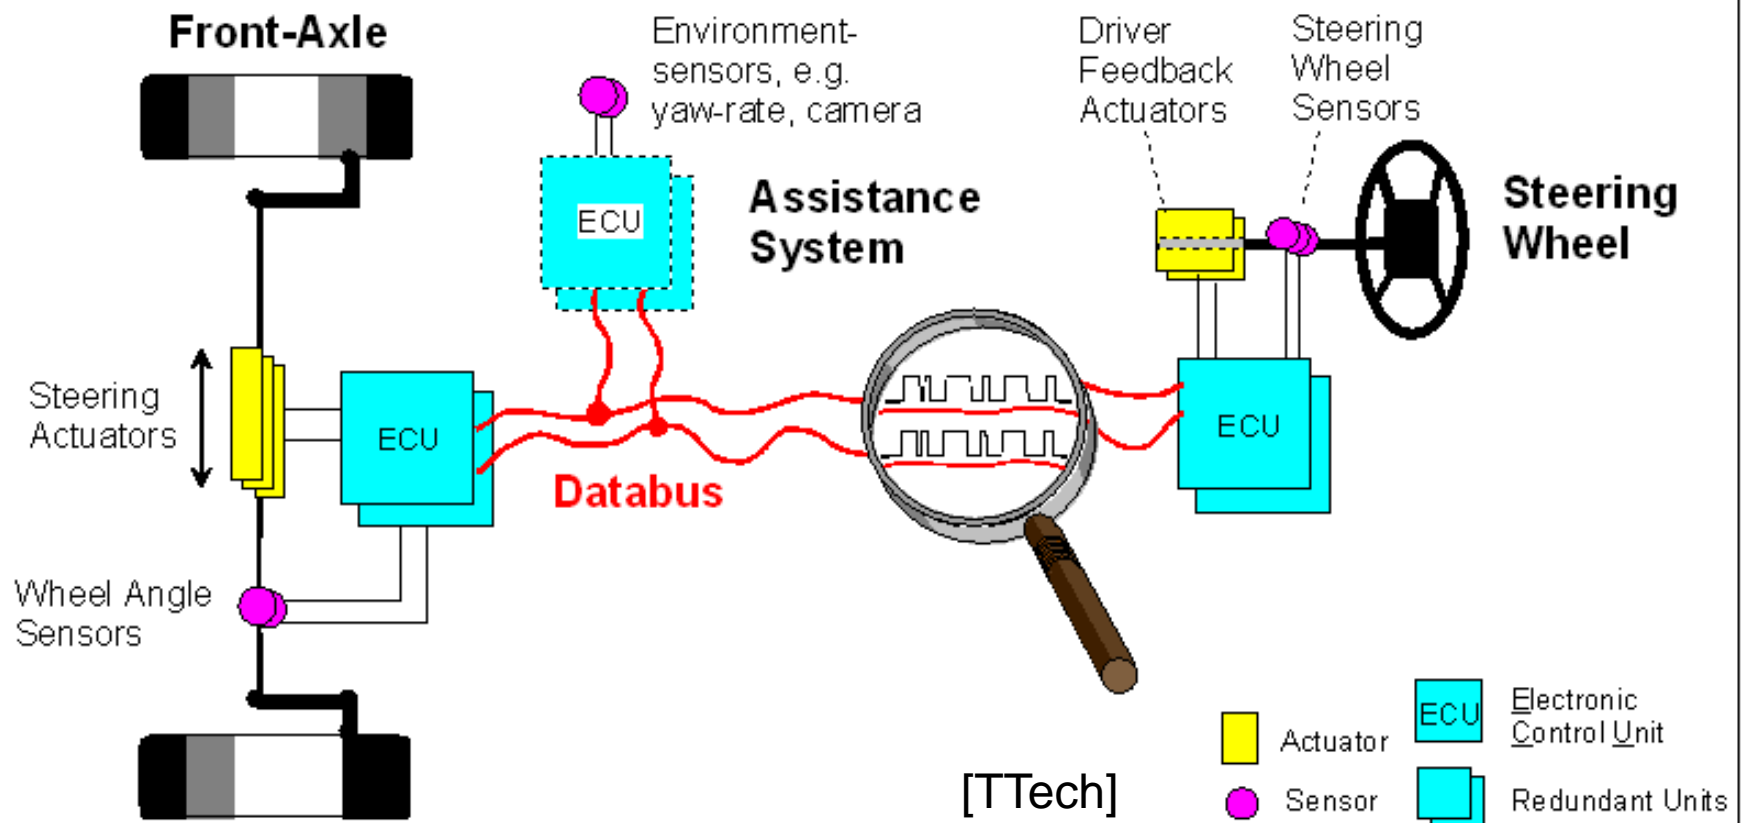 Front-Axle
Environment-
sensors, e.g.
yaw-rate, camera
Driver
Feedback
Actuators
Steering
Wheel
Sensors
ECU
Assistance
System
Steering
Wheel
Steering
Actuators
ECU
ECU
Databus
Wheel Angle
Sensors
[TTech]
Actuator
Sensor
ECU
Electronic
Control Unit
Redundant Units